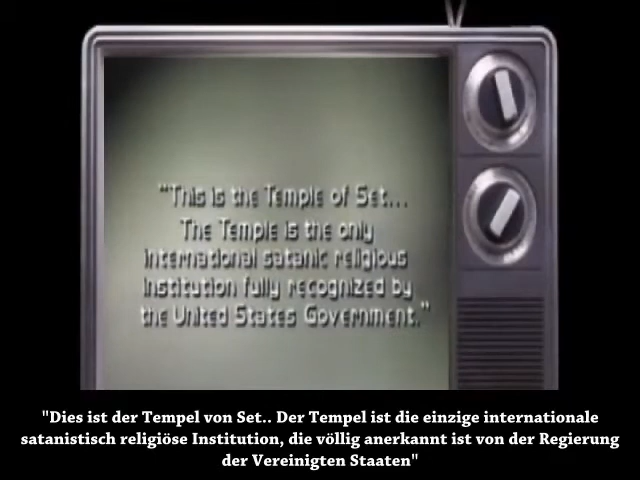 "This is the Temple of Set...
The Temple is the only
international satanic religious
institution fully recognized by
the United States Government."
"Dies ist der Tempel von Set.. Der Tempel ist die einzige internationale
satanistisch religiöse Institution, die völlig anerkannt ist von der Regierung
der Vereinigten Staaten"